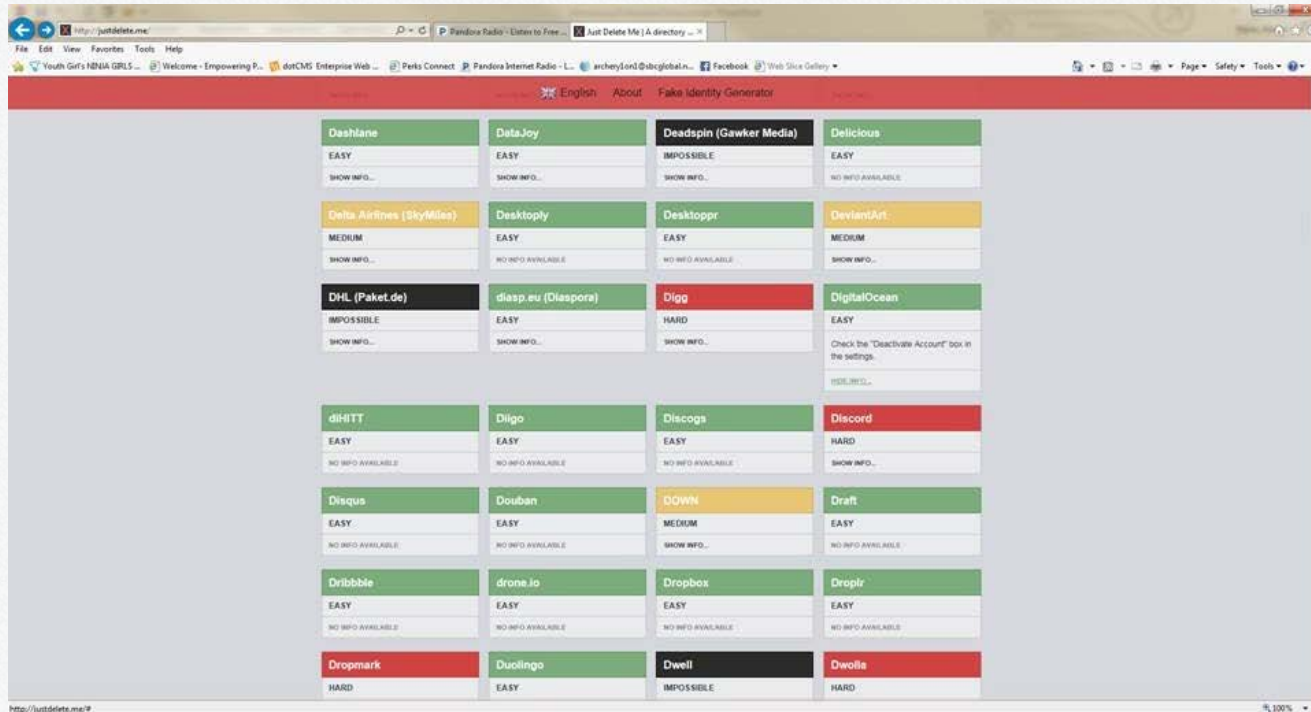 http://justdelete.me/
Pandora Radio - Listen to Free ...
Just Delete Me | A directory ...
File Edit View Favorites Tools Help
Youth Girl's NINJA GIRLS ... Welcome - Empowering P... dotCMS Enterprise Web ... Perks Connect Pandora Internet Radio - L... archery1on1@sbcglobal.n... Facebook Web Slice Gallery Page Safety Tools
English About Fake Identity Generator
Dashlane DataJoy Deadspin (Gawker Media) Delicious
EASY EASY IMPOSSIBLE EASY
SHOW INFO... SHOW INFO... SHOW INFO... NO INFO AVAILABLE
Delta Airlines (SkyMiles) Desktoply Desktoppr DeviantArt
MEDIUM EASY EASY MEDIUM
SHOW INFO... NO INFO AVAILABLE NO INFO AVAILABLE SHOW INFO...
DHL (Paket.de) diasp.eu (Diaspora) Digg DigitalOcean
IMPOSSIBLE EASY HARD EASY
SHOW INFO... SHOW INFO... SHOW INFO... Check the "Deactivate Account" box in
the settings.
HIDE INFO...
diHITT Diigo Discogs Discord
EASY EASY EASY HARD
NO INFO AVAILABLE NO INFO AVAILABLE NO INFO AVAILABLE SHOW INFO...
Disqus Douban DOWN Draft
EASY EASY MEDIUM EASY
NO INFO AVAILABLE NO INFO AVAILABLE SHOW INFO... NO INFO AVAILABLE
Dribbble drone.io Dropbox Droplr
EASY EASY EASY EASY
NO INFO AVAILABLE NO INFO AVAILABLE NO INFO AVAILABLE NO INFO AVAILABLE
Dropmark Duolingo Dwell Dwolla
HARD EASY IMPOSSIBLE HARD
http://justdelete.me/# 100%